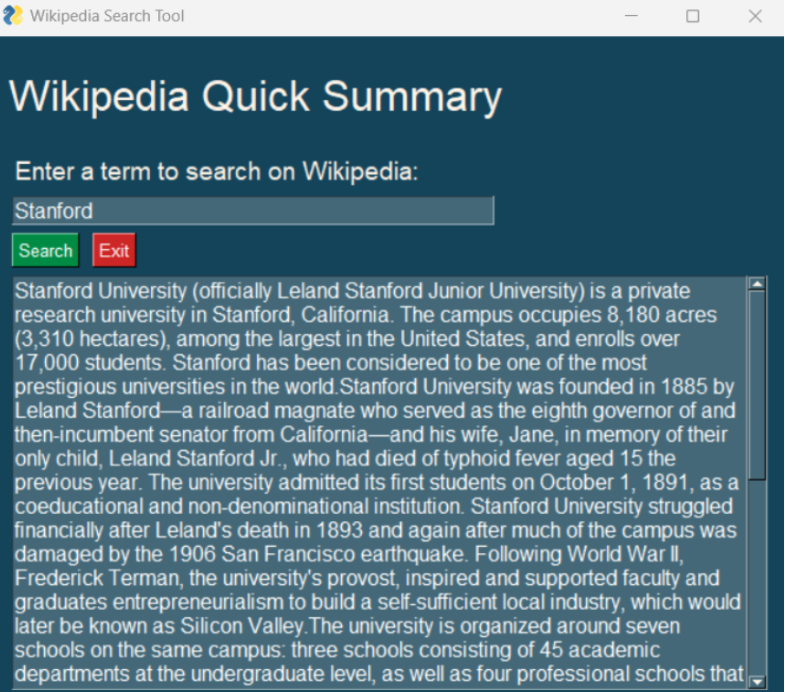 Wikipedia Search Tool
Wikipedia Quick Summary
Enter a term to search on Wikipedia:
Stanford
Search Exit
Stanford University (officially Leland Stanford Junior University) is a private
research university in Stanford, California. The campus occupies 8,180 acres
(3,310 hectares), among the largest in the United States, and enrolls over
17,000 students. Stanford has been considered to be one of the most
prestigious universities in the world.Stanford University was founded in 1885 by
Leland Stanford—a railroad magnate who served as the eighth governor of and
then-incumbent senator from California—and his wife, Jane, in memory of their
only child, Leland Stanford Jr., who had died of typhoid fever aged 15 the
previous year. The university admitted its first students on October 1, 1891, as a
coeducational and non-denominational institution. Stanford University struggled
financially after Leland's death in 1893 and again after much of the campus was
damaged by the 1906 San Francisco earthquake. Following World War II,
Frederick Terman, the university's provost, inspired and supported faculty and
graduates entrepreneurialism to build a self-sufficient local industry, which would
later be known as Silicon Valley.The university is organized around seven
schools on the same campus: three schools consisting of 45 academic
departments at the undergraduate level, as well as four professional schools that